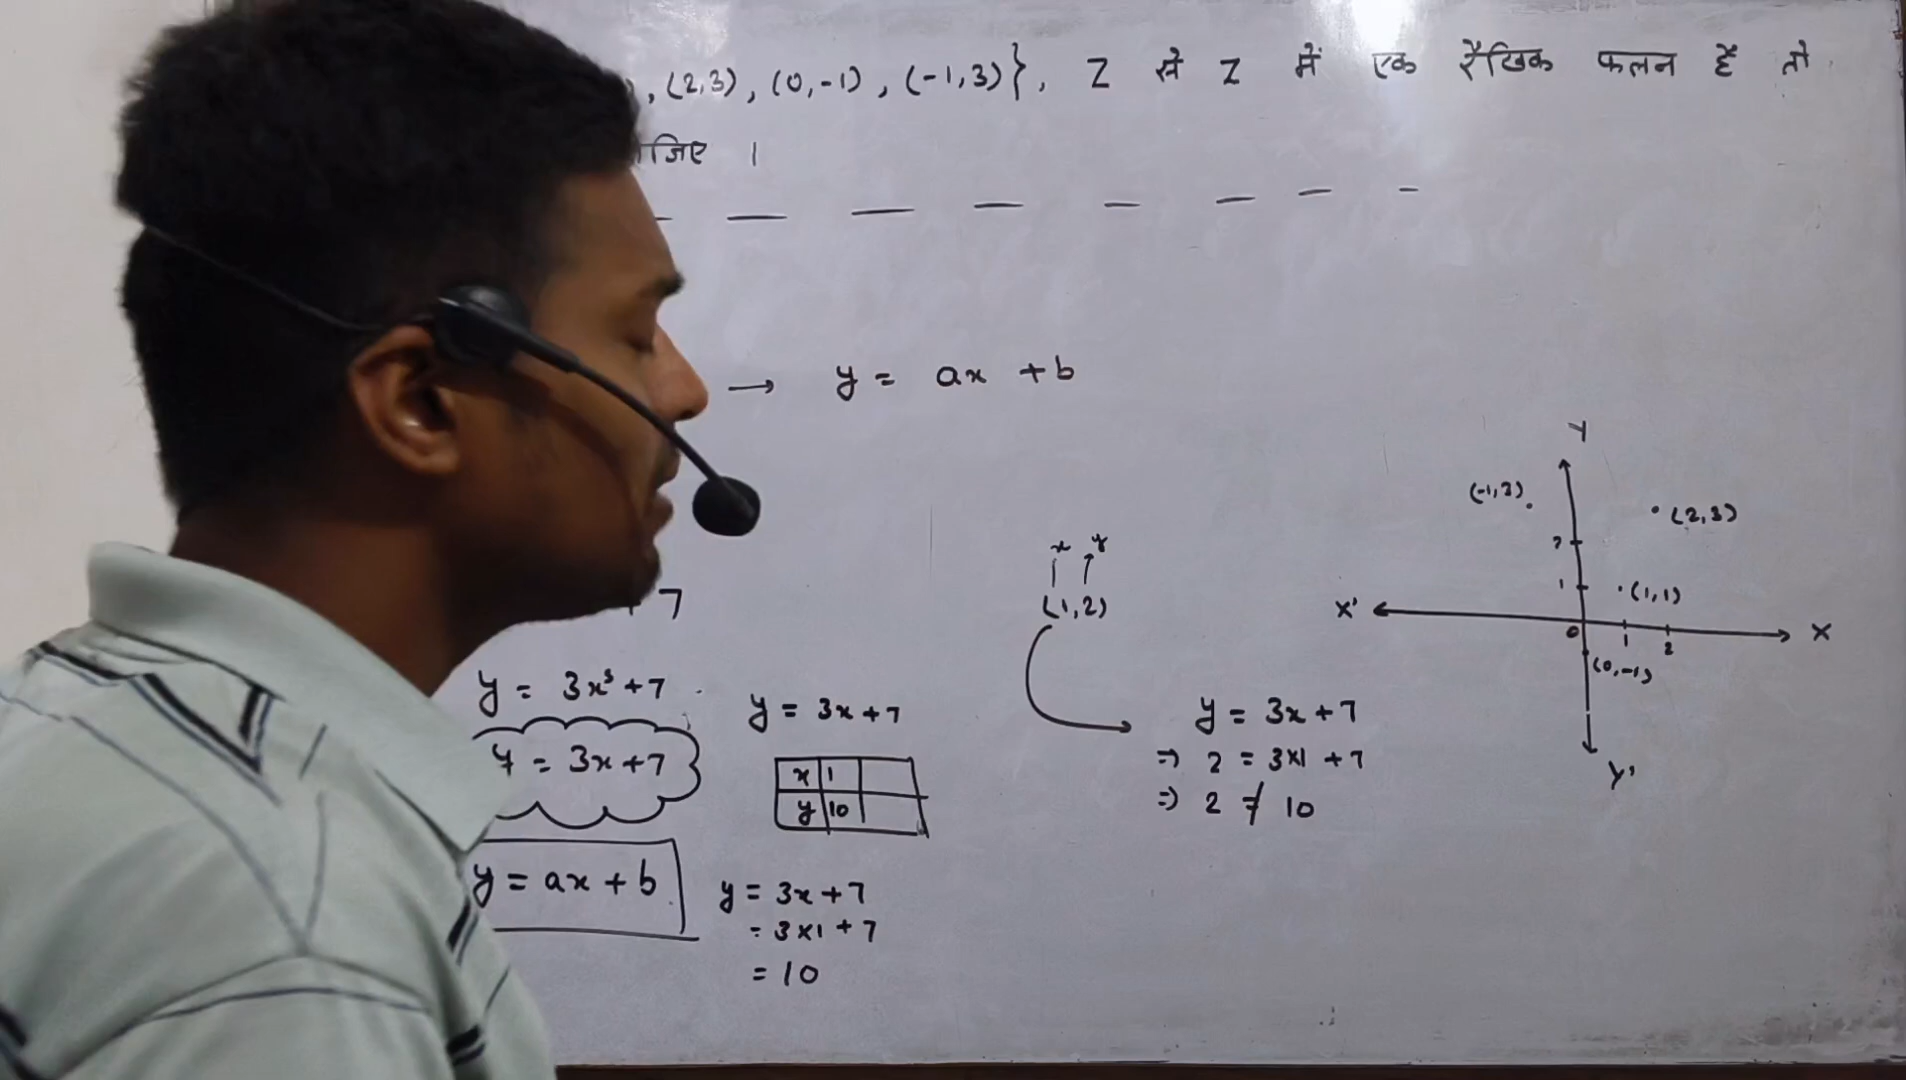 , (2,3), (0,-1), (-1,3)}, Z से Z में एक रैखिक फलन है तो
जिए ।
→ y = ax + b
+ 7
y = 3x³ + 7
y = 3x + 7
y = ax + b
y = 3x + 7
x 1
y 10
y = 3x + 7
= 3×1 + 7
= 10
x y
(1,2)
y = 3x + 7
=> 2 = 3×1 + 7
=> 2 ≠ 10
Y
(-1,3)
(2,3)
2
1
(1,1)
X'
X
0
1
2
(0,-1)
Y'